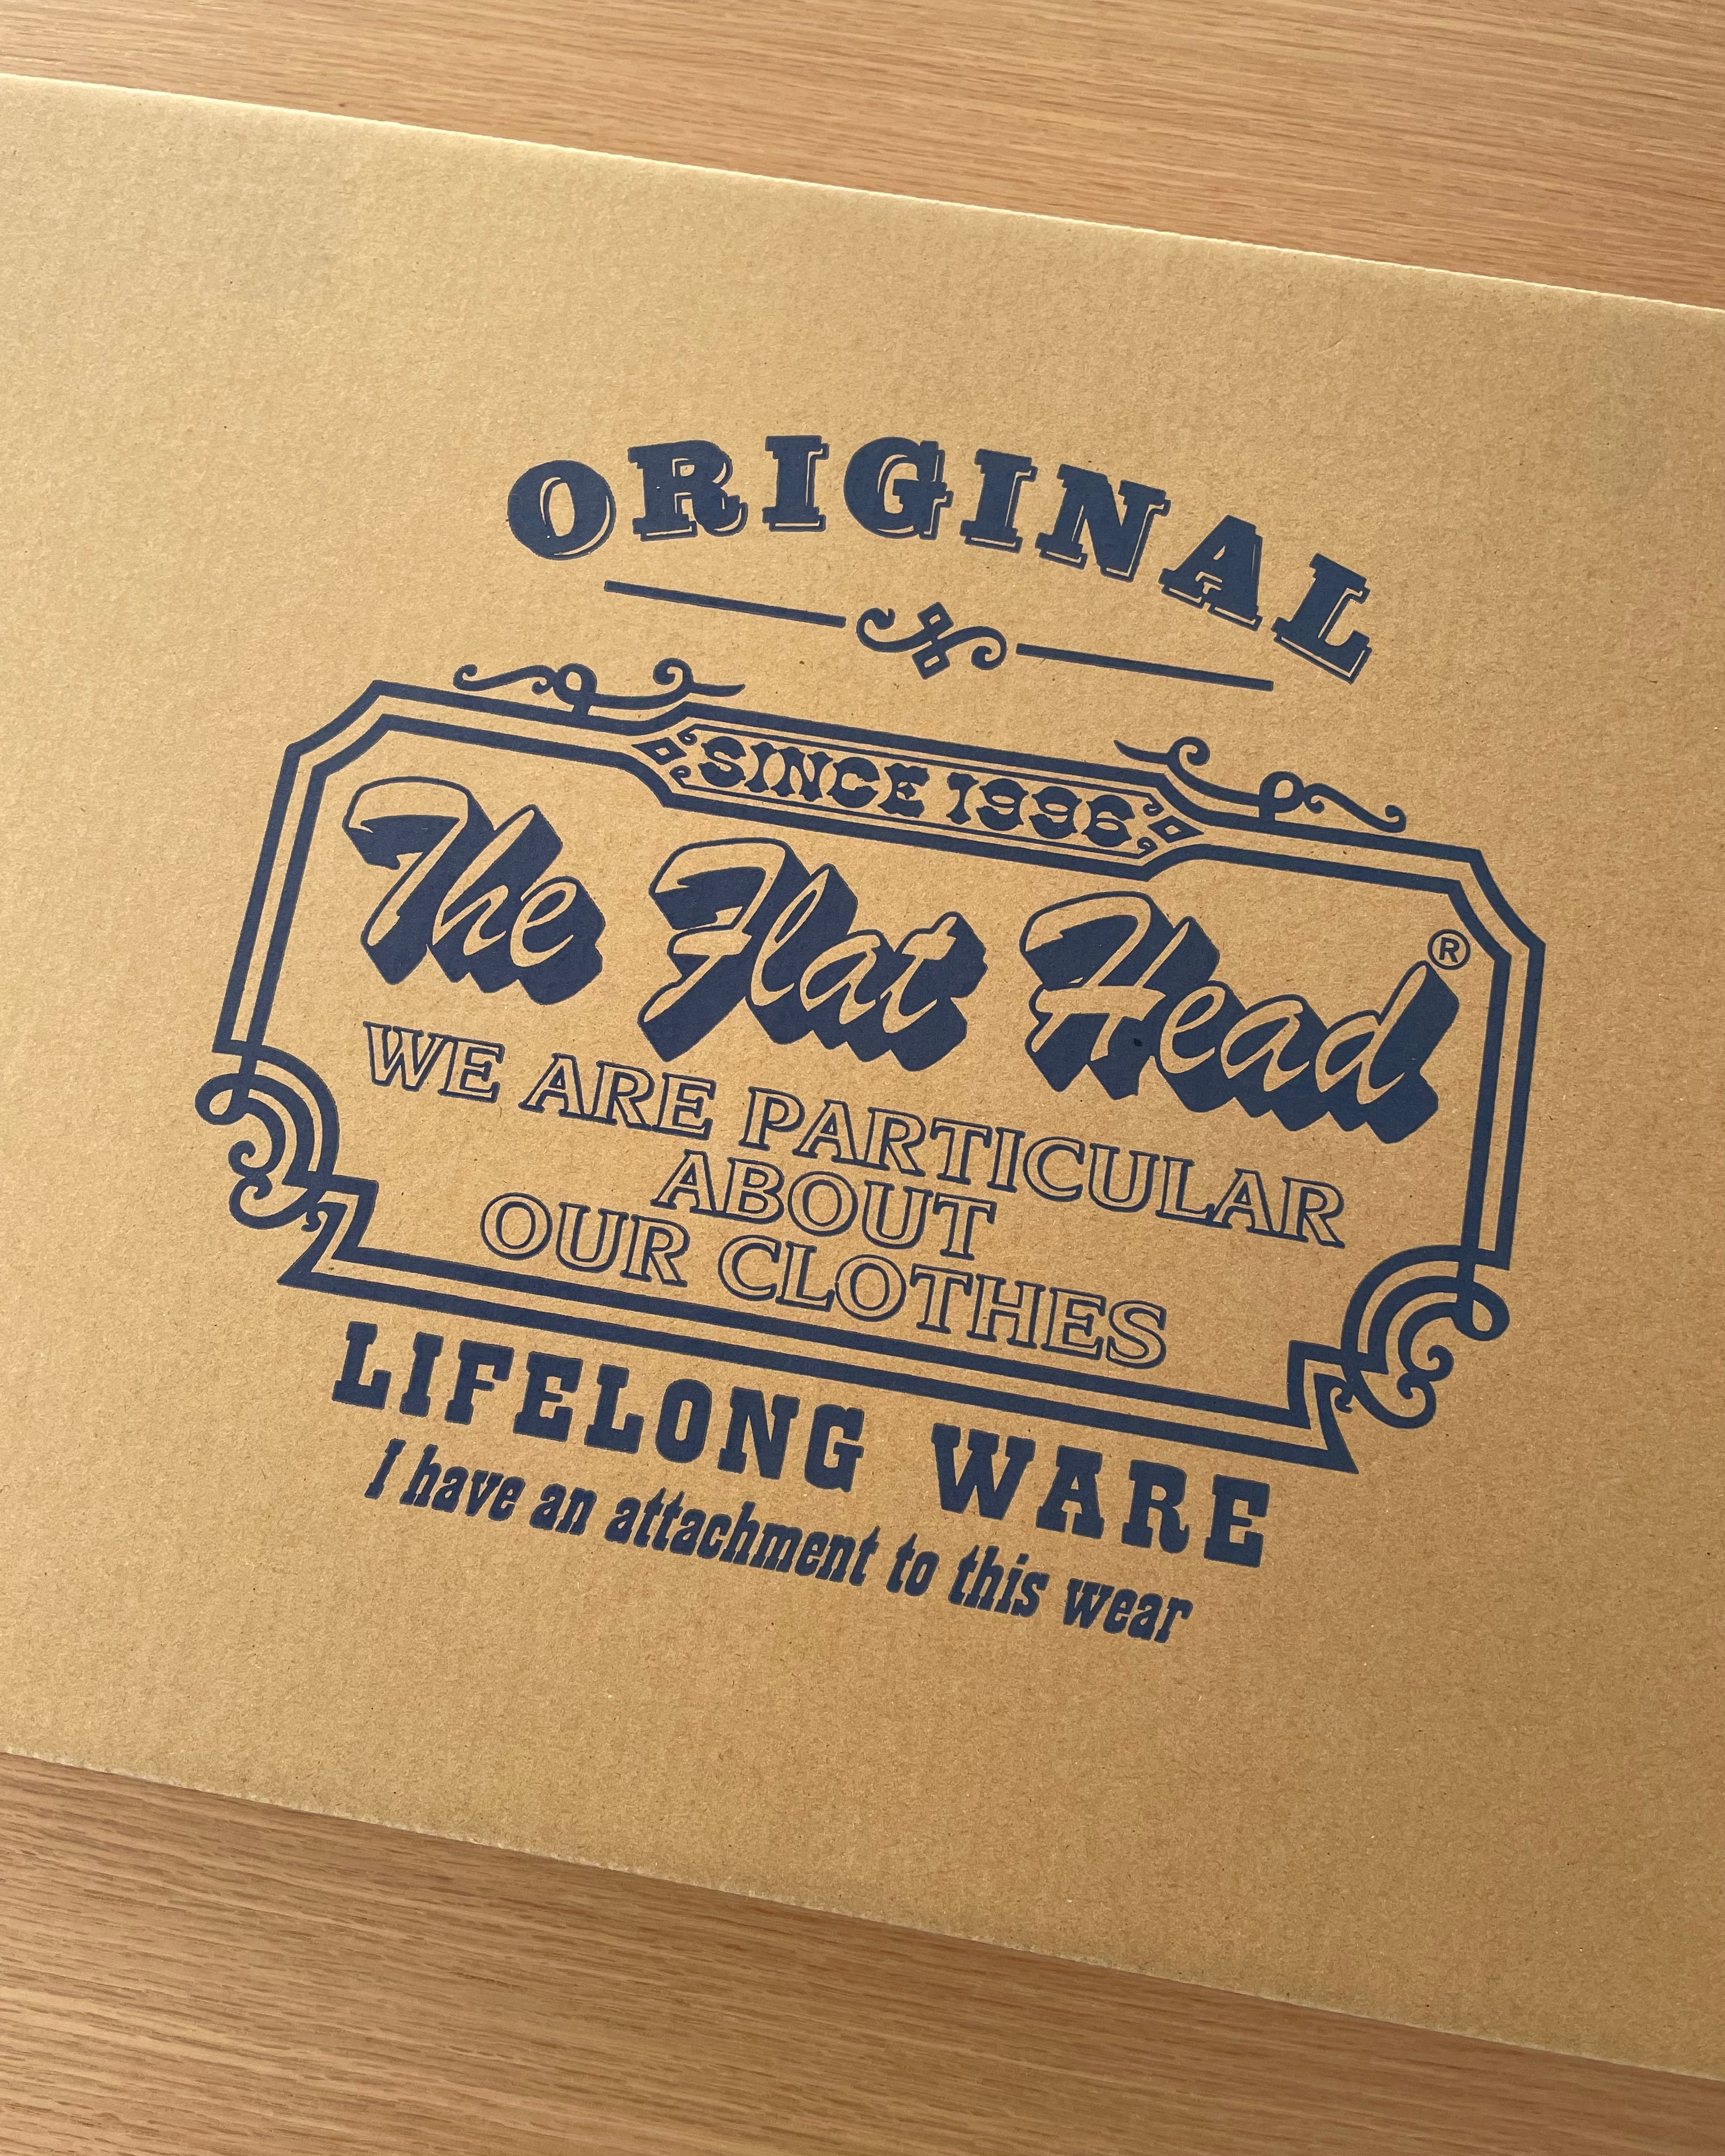 ORIGINAL
SINCE 1996
The Flat Head®
WE ARE PARTICULAR
ABOUT
OUR CLOTHES
LIFELONG WARE
I have an attachment to this wear